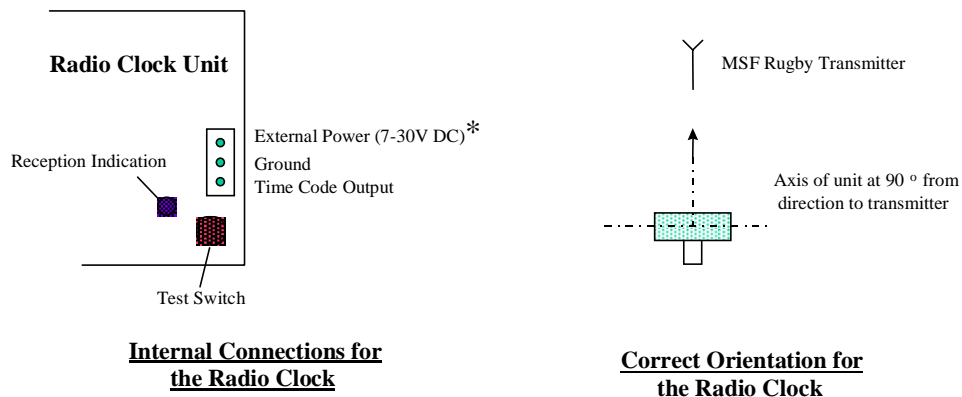 Radio Clock Unit
External Power (7-30V DC)*
Ground
Time Code Output
Reception Indication
Test Switch
Internal Connections for
the Radio Clock
MSF Rugby Transmitter
Axis of unit at 90 º from
direction to transmitter
Correct Orientation for
the Radio Clock